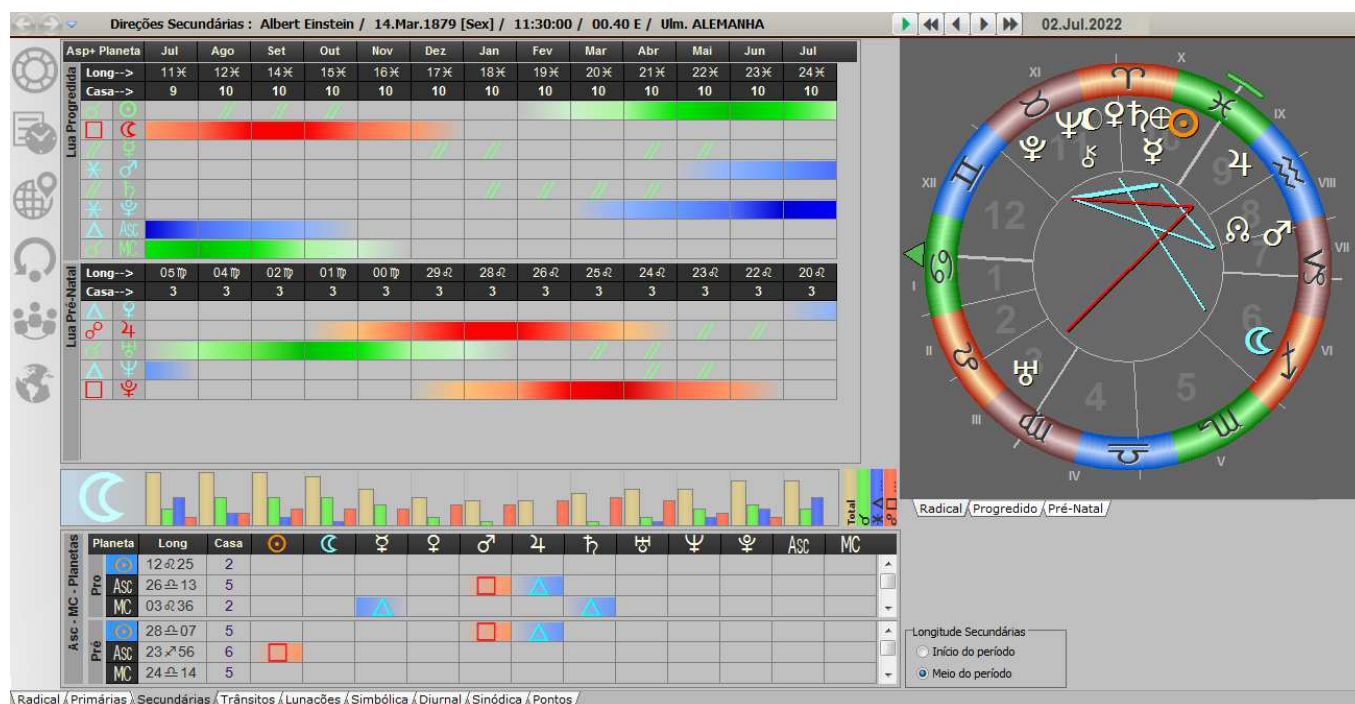 Direções Secundárias : Albert Einstein / 14.Mar.1879 [Sex] / 11:30:00 / 00.40 E / Ulm. ALEMANHA
02.Jul.2022
Asp+ Planeta Jul Ago Set Out Nov Dez Jan Fev Mar Abr Mai Jun Jul
Lua Progredida
Long--> 11♓ 12♓ 14♓ 15♓ 16♓ 17♓ 18♓ 19♓ 20♓ 21♓ 22♓ 23♓ 24♓
Casa--> 9 10 10 10 10 10 10 10 10 10 10 10 10
☌ ☉
□ ☾
// ☿
⚹ ♂
// ♄
⚹ ♆
△ Asc
☌ MC
Lua Pré-Natal
Long--> 05♍ 04♍ 02♍ 01♍ 00♍ 29♌ 28♌ 26♌ 25♌ 24♌ 23♌ 22♌ 20♌
Casa--> 3 3 3 3 3 3 3 3 3 3 3 3 3
△ ♀
☍ ♃
☌ ♅
△ ♆
□ ♇
Total
Asc - MC - Planetas
Planeta Long Casa ☉ ☾ ☿ ♀ ♂ ♃ ♄ ♅ ♆ ♇ Asc MC
Pro
☉ 12♌25 2
Asc 26♎13 5
MC 03♌36 2
Pré
☉ 28♎07 5
Asc 23♐56 6
MC 24♎14 5
X
XI
IX
XII
VIII
VII
I
II
VI
III
V
IV
1
2
3
4
5
6
7
8
9
11
12
Radical Progredido Pré-Natal
Longitude Secundárias
Início do período
Meio do período
Radical Primárias Secundárias Trânsitos Lunações Simbólica Diurnal Sinódica Pontos